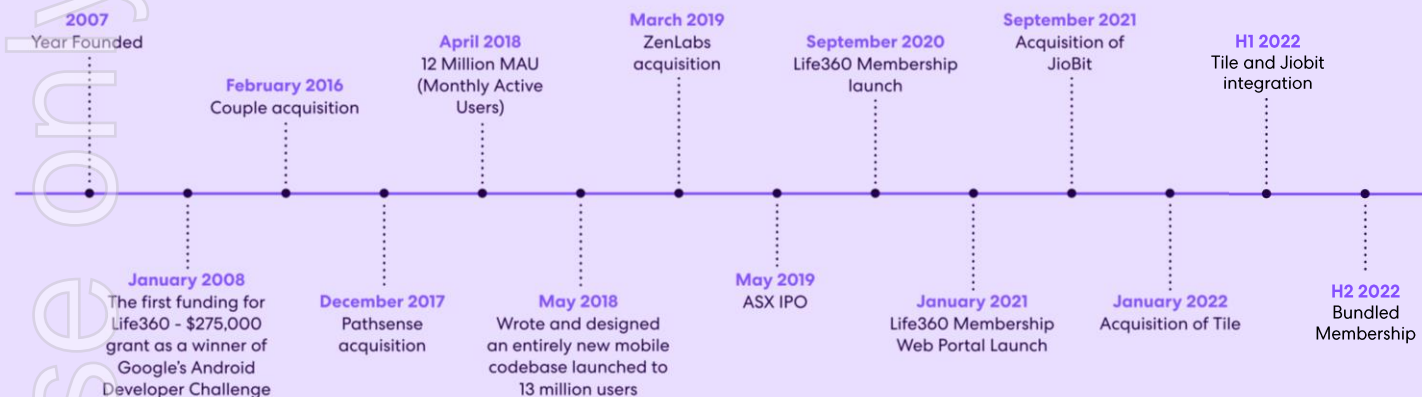 2007
Year Founded
January 2008
The first funding for
Life360 - $275,000
grant as a winner of
Google's Android
Developer Challenge
February 2016
Couple acquisition
December 2017
Pathsense
acquisition
April 2018
12 Million MAU
(Monthly Active
Users)
May 2018
Wrote and designed
an entirely new mobile
codebase launched to
13 million users
March 2019
ZenLabs
acquisition
May 2019
ASX IPO
September 2020
Life360 Membership
launch
January 2021
Life360 Membership
Web Portal Launch
September 2021
Acquisition of
JioBit
January 2022
Acquisition of Tile
H1 2022
Tile and Jiobit
integration
H2 2022
Bundled
Membership
se only